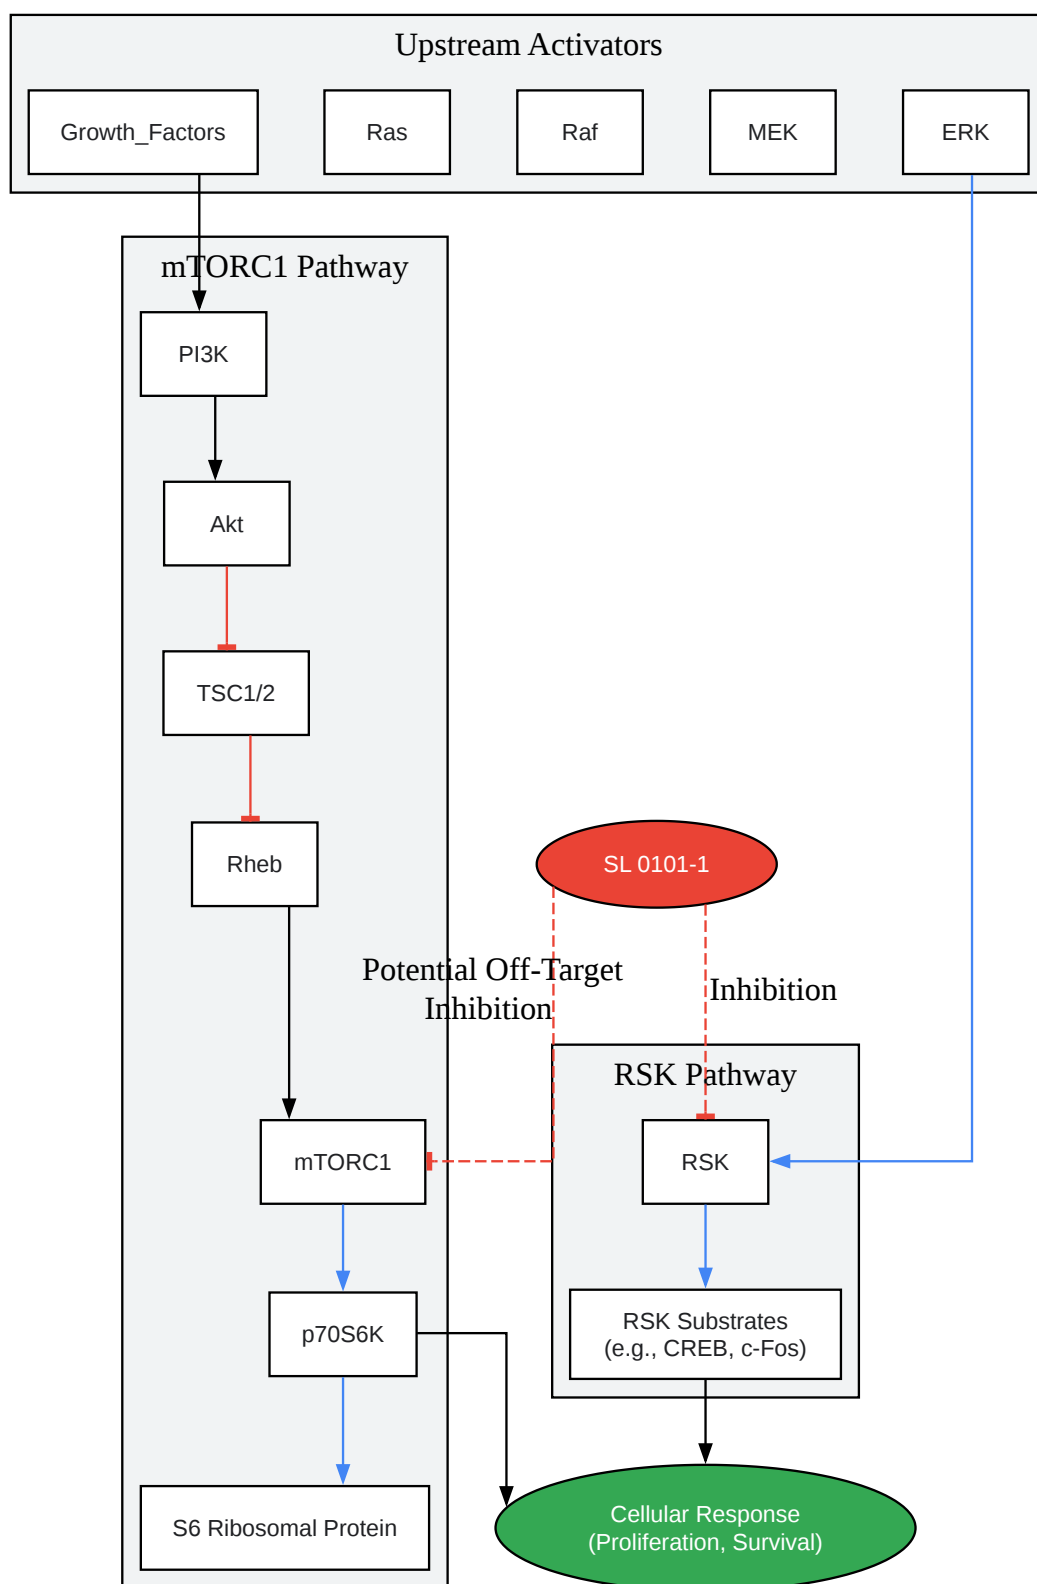 Upstream Activators
Growth_Factors
Ras
Raf
MEK
ERK
mTORC1 Pathway
PI3K
Akt
TSC1/2
Rheb
SL 0101-1
Potential Off-Target
Inhibition
Inhibition
RSK Pathway
mTORC1
RSK
p70S6K
RSK Substrates
(e.g., CREB, c-Fos)
S6 Ribosomal Protein
Cellular Response
(Proliferation, Survival)